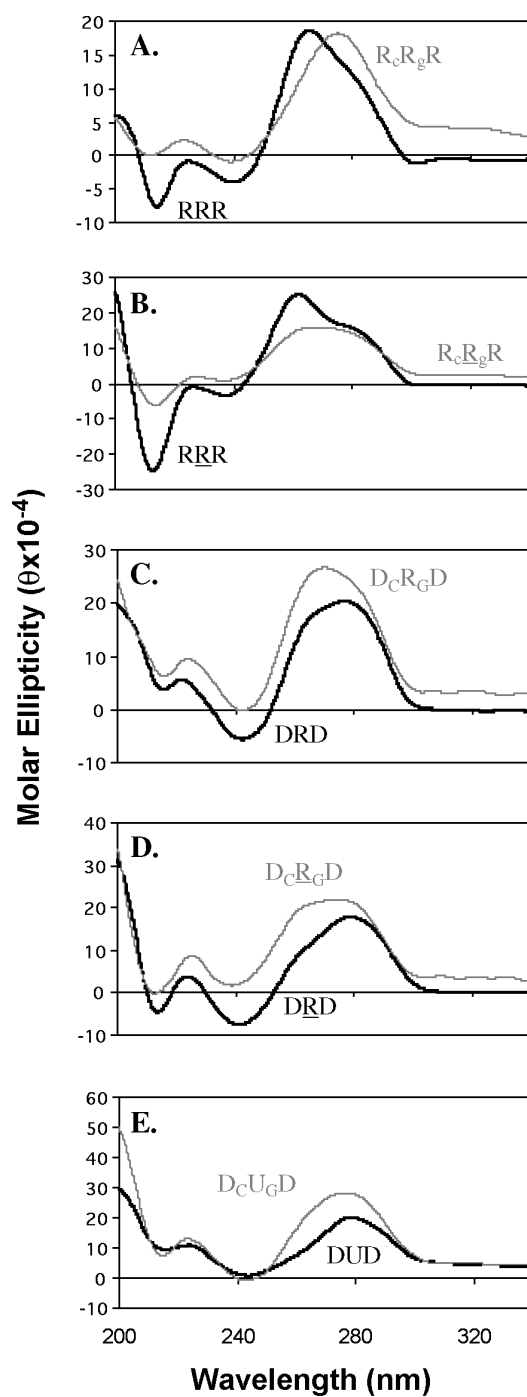 Molar Ellipticity (θx10⁻⁴)
20
15
10
5
0
-5
-10
A.
RcRgR
RRR
30
20
10
0
-10
-20
-30
B.
RcRgR
RRR
30
20
10
0
-10
C.
DCRGD
DRD
40
30
20
10
0
-10
D.
DCRGD
DRD
60
50
40
30
20
10
0
-10
E.
DCUGD
DUD
200 240 280 320
Wavelength (nm)